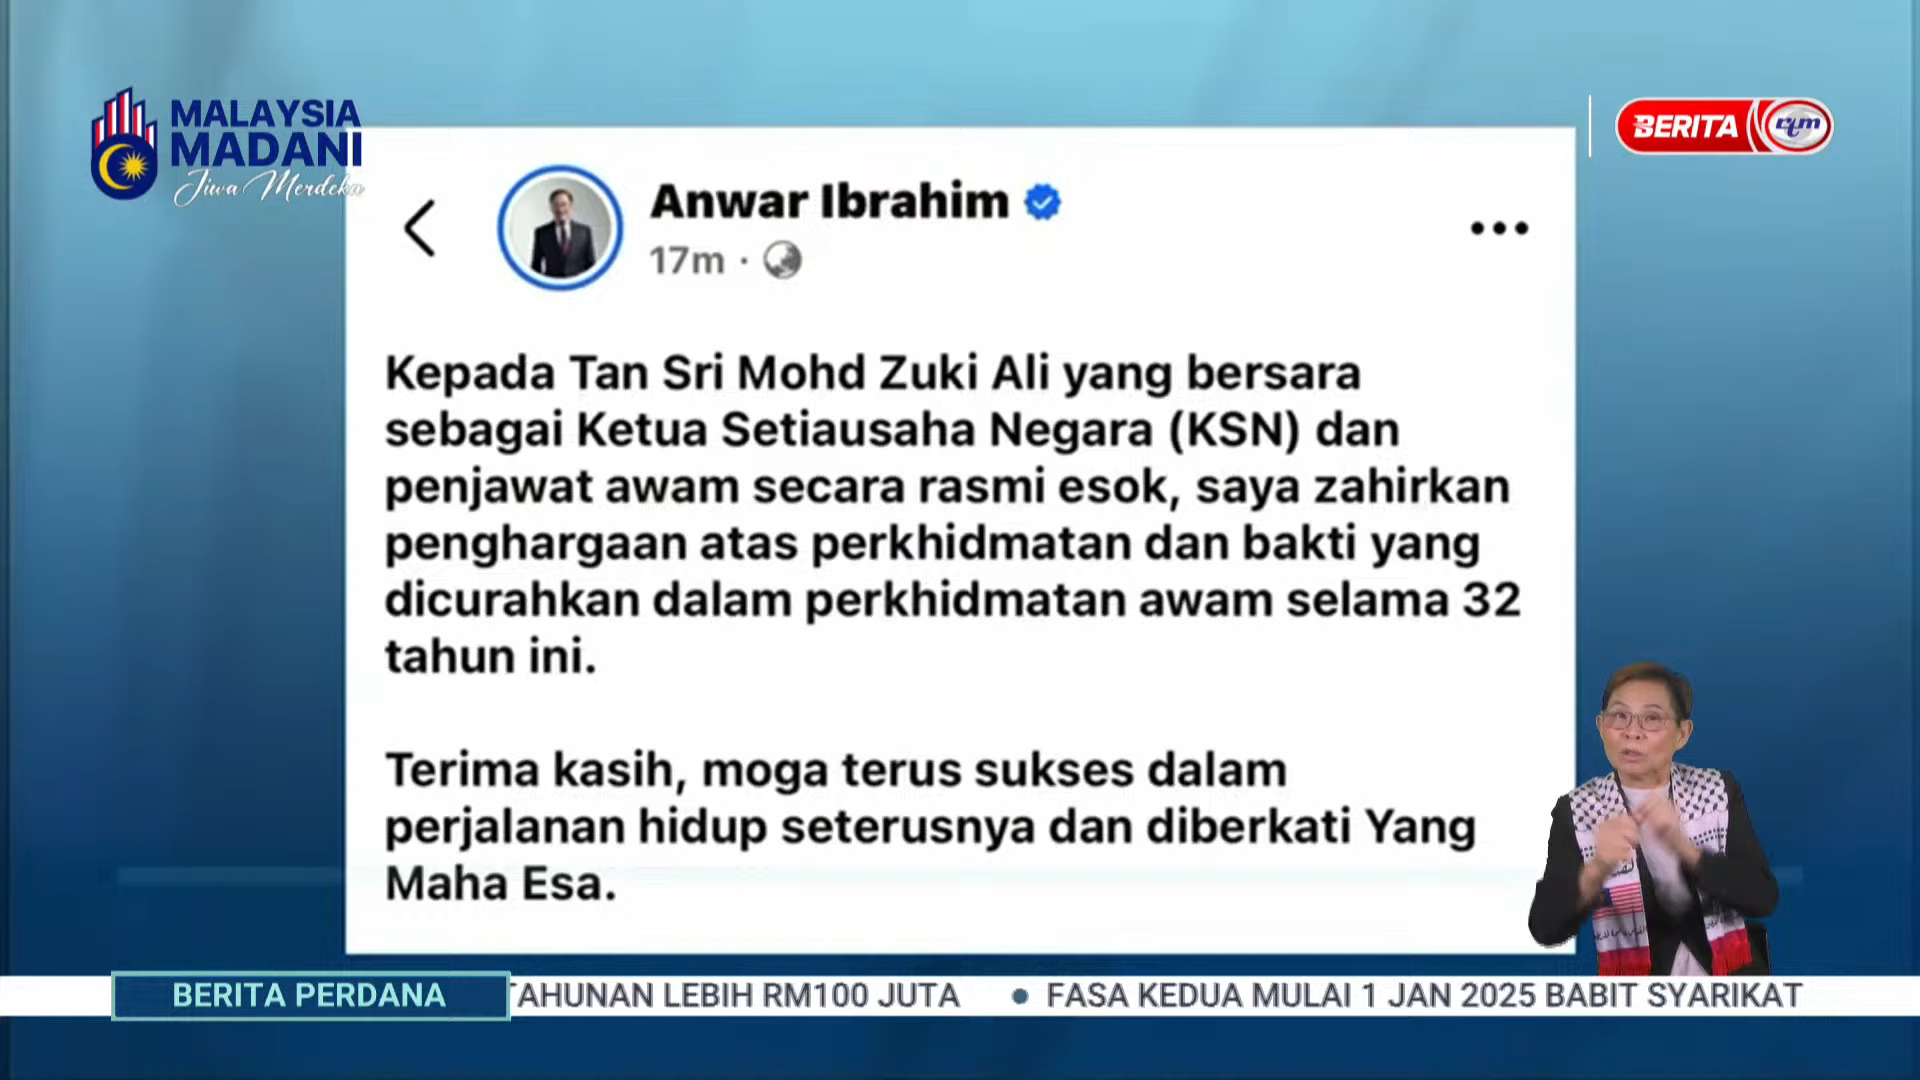 MALAYSIA
MADANI
Jiwa Merdeka
BERITA rtm
Anwar Ibrahim
17m ·
Kepada Tan Sri Mohd Zuki Ali yang bersara
sebagai Ketua Setiausaha Negara (KSN) dan
penjawat awam secara rasmi esok, saya zahirkan
penghargaan atas perkhidmatan dan bakti yang
dicurahkan dalam perkhidmatan awam selama 32
tahun ini.
Terima kasih, moga terus sukses dalam
perjalanan hidup seterusnya dan diberkati Yang
Maha Esa.
BERITA PERDANA
TAHUNAN LEBIH RM100 JUTA • FASA KEDUA MULAI 1 JAN 2025 BABIT SYARIKAT